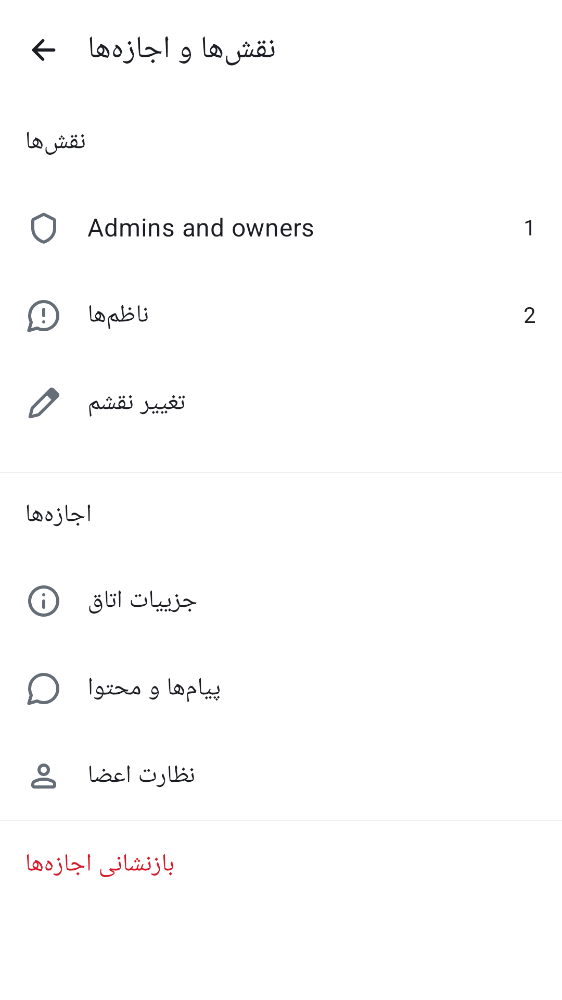 نقش‌ها و اجازه‌ها
نقش‌ها
Admins and owners 1
ناظم‌ها 2
تغییر نقشم
اجازه‌ها
جزییات اتاق
پیام‌ها و محتوا
نظارت اعضا
بازنشانی اجازه‌ها